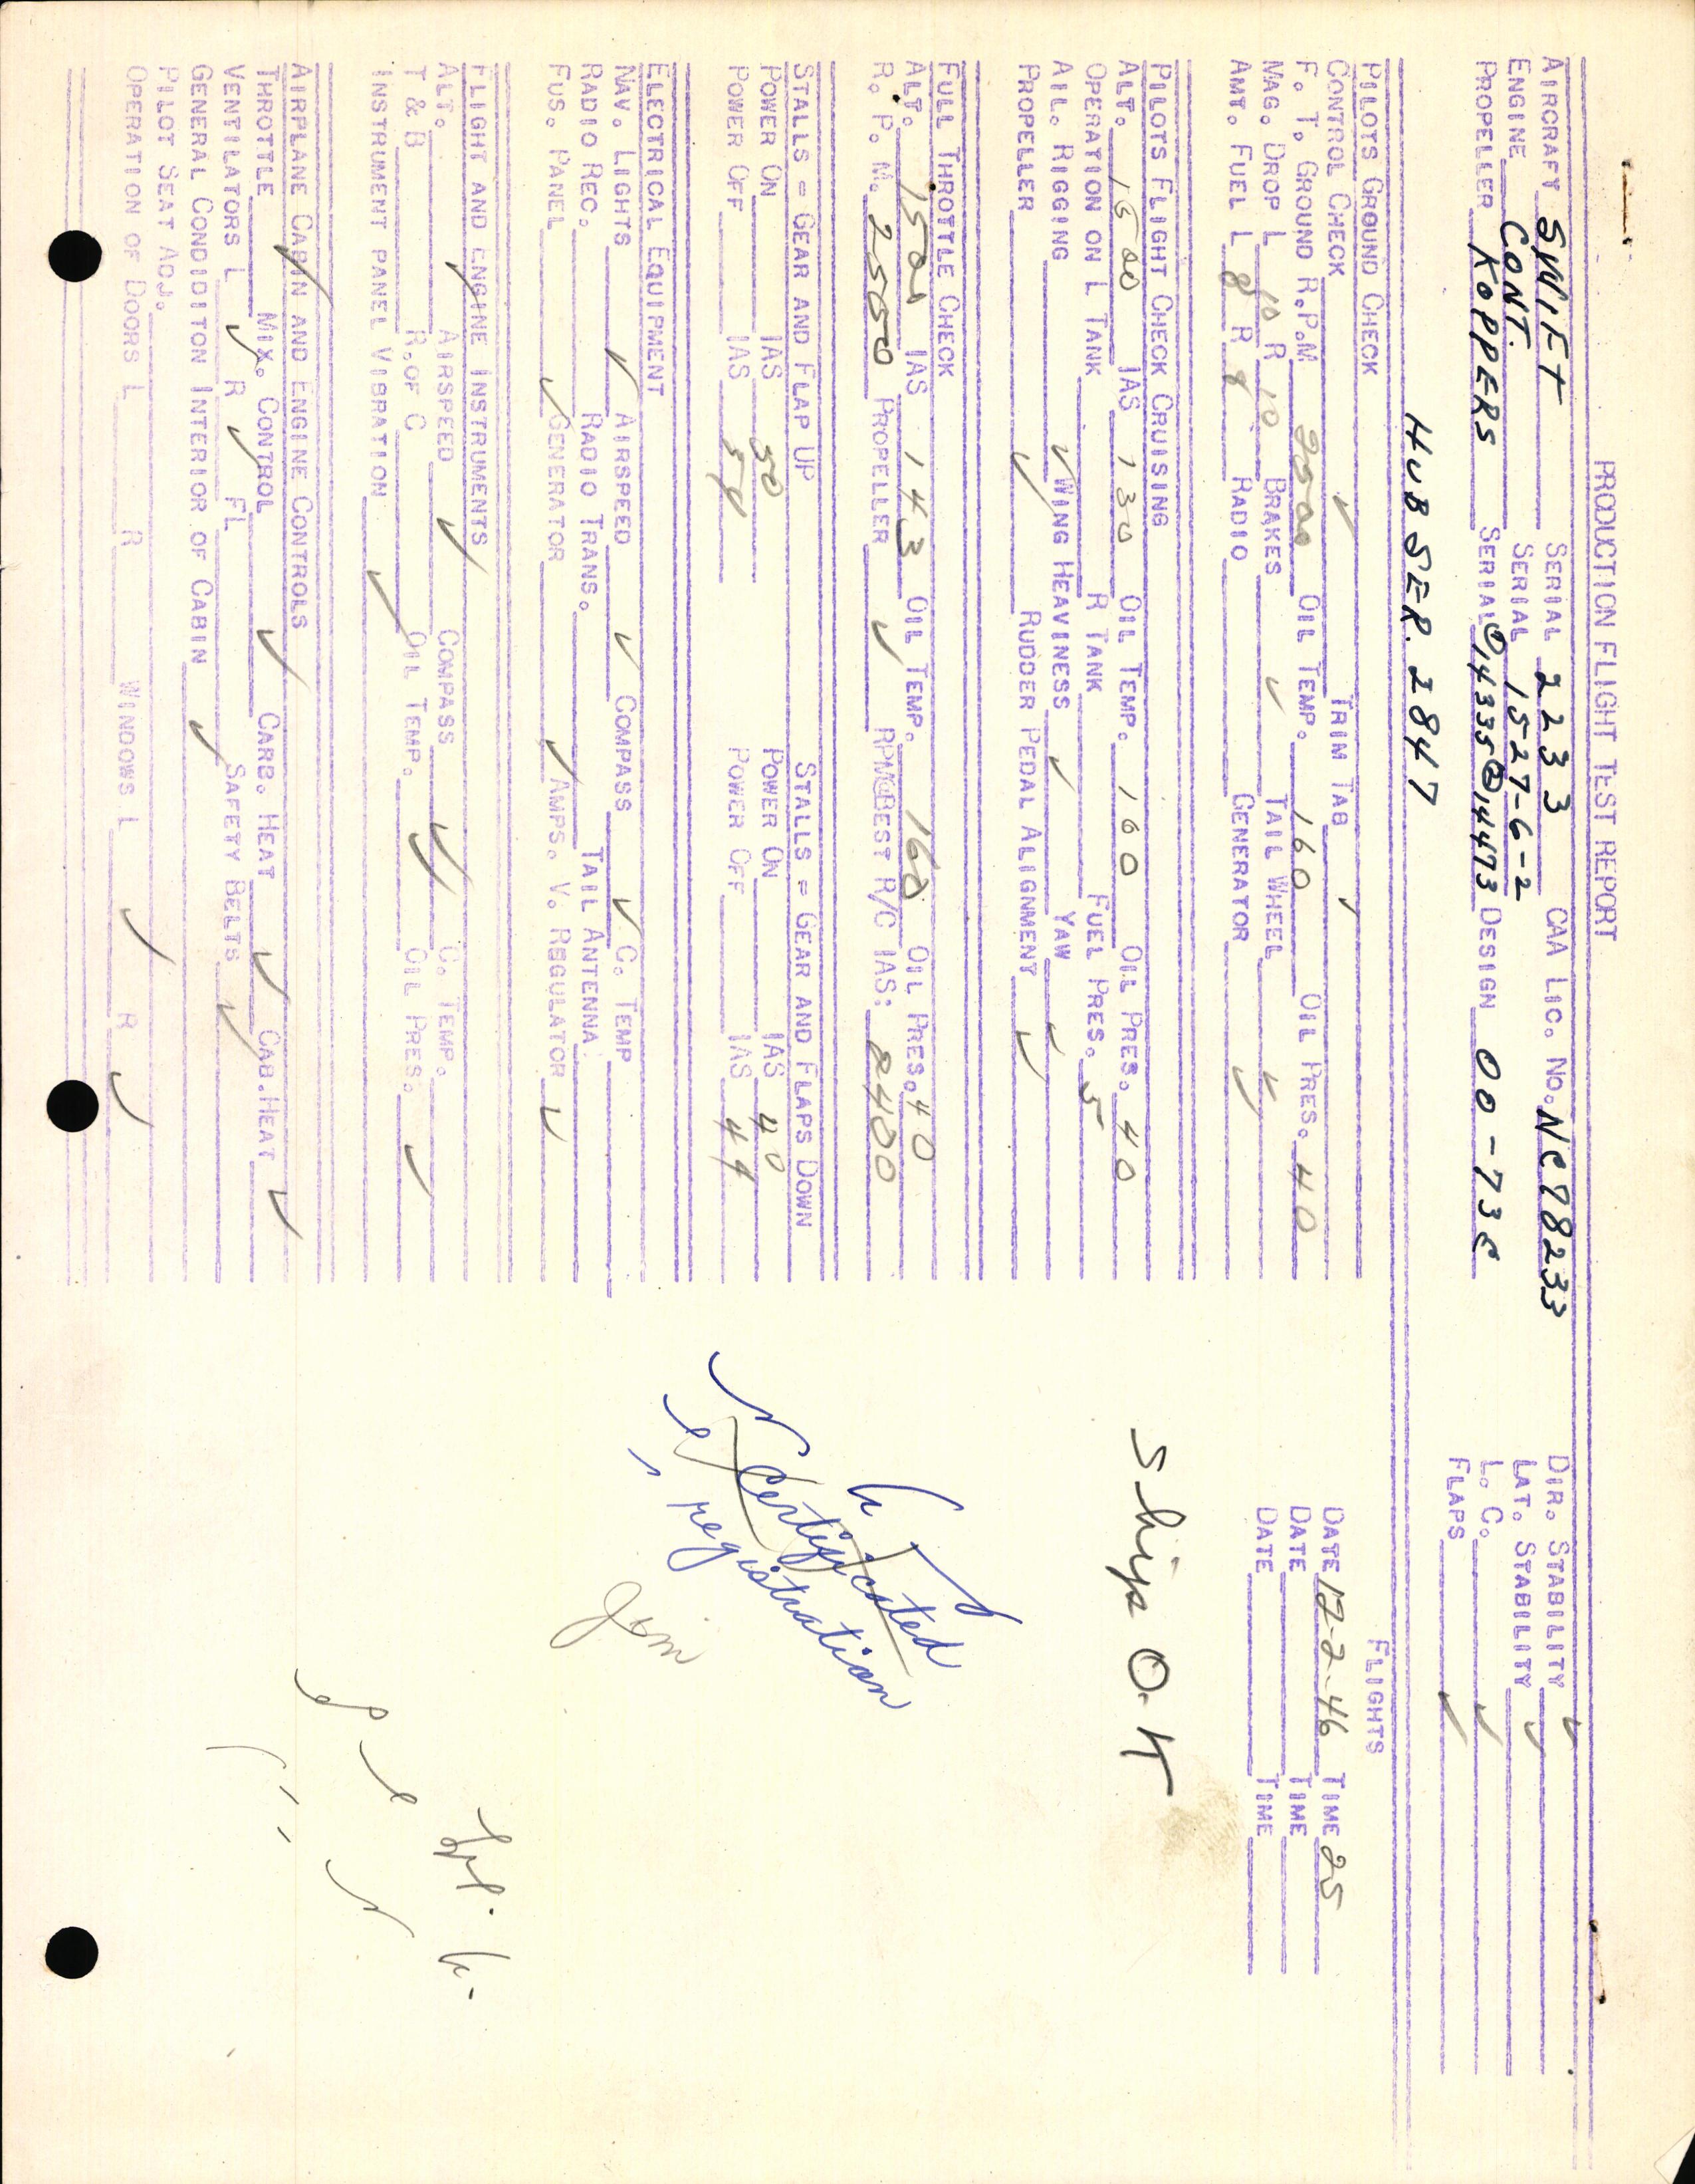 PRODUCTION FLIGHT TEST REPORT
AIRCRAFT SWIFT SERIAL 2233 CAA LIC. NO. NC78233 DIR. STABILITY ✓
ENGINE CONT. SERIAL 1527-6-2 LAT. STABILITY ✓
PROPELLER KOPPERS SERIAL ①14335②14473 DESIGN 00-73E L. C. ✓
FLAPS ✓
HUB SER. 2847
PILOTS GROUND CHECK FLIGHTS
CONTROL CHECK ✓ TRIM TAB ✓ DATE 12-2-46 TIME 25
F. T. GROUND R.P.M 2200 OIL TEMP. 160 OIL PRES. 40 DATE TIME
MAG. DROP L 10 R 10 BRAKES ✓ TAIL WHEEL ✓ DATE TIME
AMT. FUEL L 8 R 8 RADIO GENERATOR ✓
PILOTS FLIGHT CHECK CRUISING
ALT. 1500 IAS 130 OIL TEMP. 160 OIL PRES. 40
OPERATION ON L TANK R TANK FUEL PRES. 5
AIL. RIGGING ✓ WING HEAVINESS ✓ YAW ✓
PROPELLER ✓ RUDDER PEDAL ALIGNMENT ✓
Ship O.K
FULL THROTTLE CHECK
ALT. 1500 IAS 143 OIL TEMP. 160 OIL PRES. 40
R. P. M. 2550 PROPELLER ✓ RPM@BEST R/C IAS: 2400
STALLS = GEAR AND FLAP UP STALLS = GEAR AND FLAPS DOWN
POWER ON IAS 50 POWER ON IAS 40
POWER OFF IAS 54 POWER OFF IAS 44
Certificated
registration
ELECTRICAL EQUIPMENT
NAV. LIGHTS ✓ AIRSPEED ✓ COMPASS ✓ C. TEMP
RADIO REC. RADIO TRANS. TAIL ANTENNA
FUS. PANEL ✓ GENERATOR ✓ AMPS. V. REGULATOR ✓
Jim
FLIGHT AND ENGINE INSTRUMENTS
ALT. ✓ AIRSPEED ✓ COMPASS ✓ C. TEMP.
T & B R.OF C OIL TEMP. ✓ OIL PRES. ✓
INSTRUMENT PANEL VIBRATION ✓
AIRPLANE CABIN AND ENGINE CONTROLS
THROTTLE ✓ MIX. CONTROL ✓ CARB. HEAT ✓ CAB.HEAT ✓
VENTILATORS L ✓ R ✓ FL SAFETY BELTS ✓
GENERAL CONDITON INTERIOR OF CABIN ✓
PILOT SEAT ADJ.
OPERATION OF DOORS L R WINDOWS L ✓ R ✓